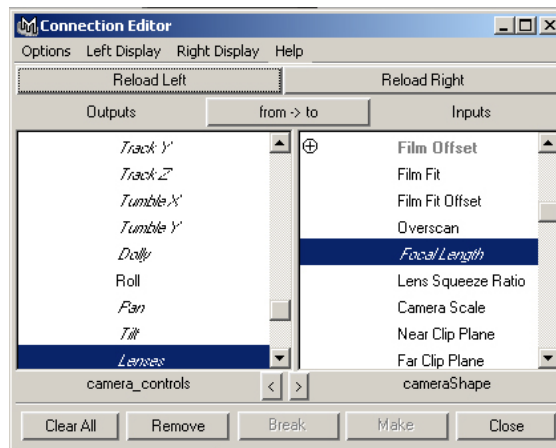 Connection Editor
Options Left Display Right Display Help
Reload Left Reload Right
Outputs from -> to Inputs
Track Y Film Offset
Track Z Film Fit
Tumble X Film Fit Offset
Tumble Y Overscan
Dolly Focal Length
Roll Lens Squeeze Ratio
Pan Camera Scale
Tilt Near Clip Plane
Lenses Far Clip Plane
camera_controls < > cameraShape
Clear All Remove Break Make Close